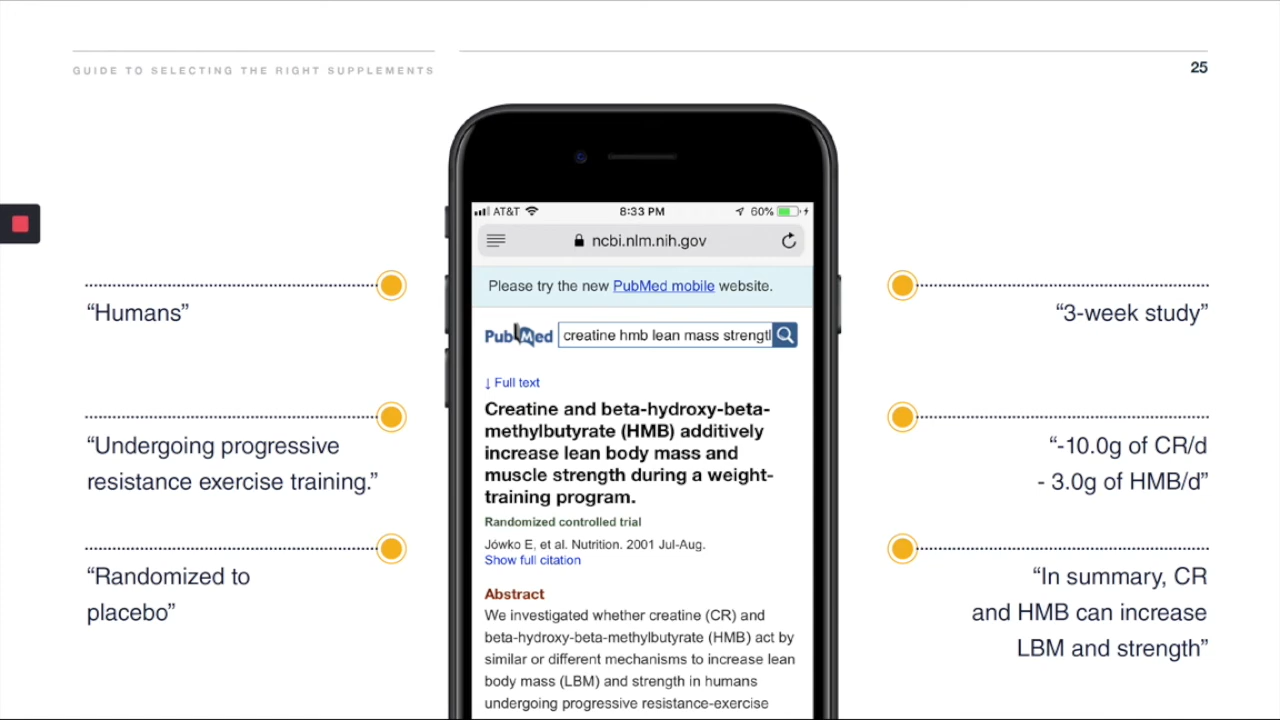 GUIDE TO SELECTING THE RIGHT SUPPLEMENTS
25
AT&T
8:33 PM
60%
ncbi.nlm.nih.gov
Please try the new PubMed mobile website.
PubMed
creatine hmb lean mass strengtl
↓ Full text
Creatine and beta-hydroxy-beta-
methylbutyrate (HMB) additively
increase lean body mass and
muscle strength during a weight-
training program.
Randomized controlled trial
Jówko E, et al. Nutrition. 2001 Jul-Aug.
Show full citation
Abstract
We investigated whether creatine (CR) and
beta-hydroxy-beta-methylbutyrate (HMB) act by
similar or different mechanisms to increase lean
body mass (LBM) and strength in humans
undergoing progressive resistance-exercise
“Humans”
“Undergoing progressive
resistance exercise training.”
“Randomized to
placebo”
“3-week study”
“-10.0g of CR/d
- 3.0g of HMB/d”
“In summary, CR
and HMB can increase
LBM and strength”